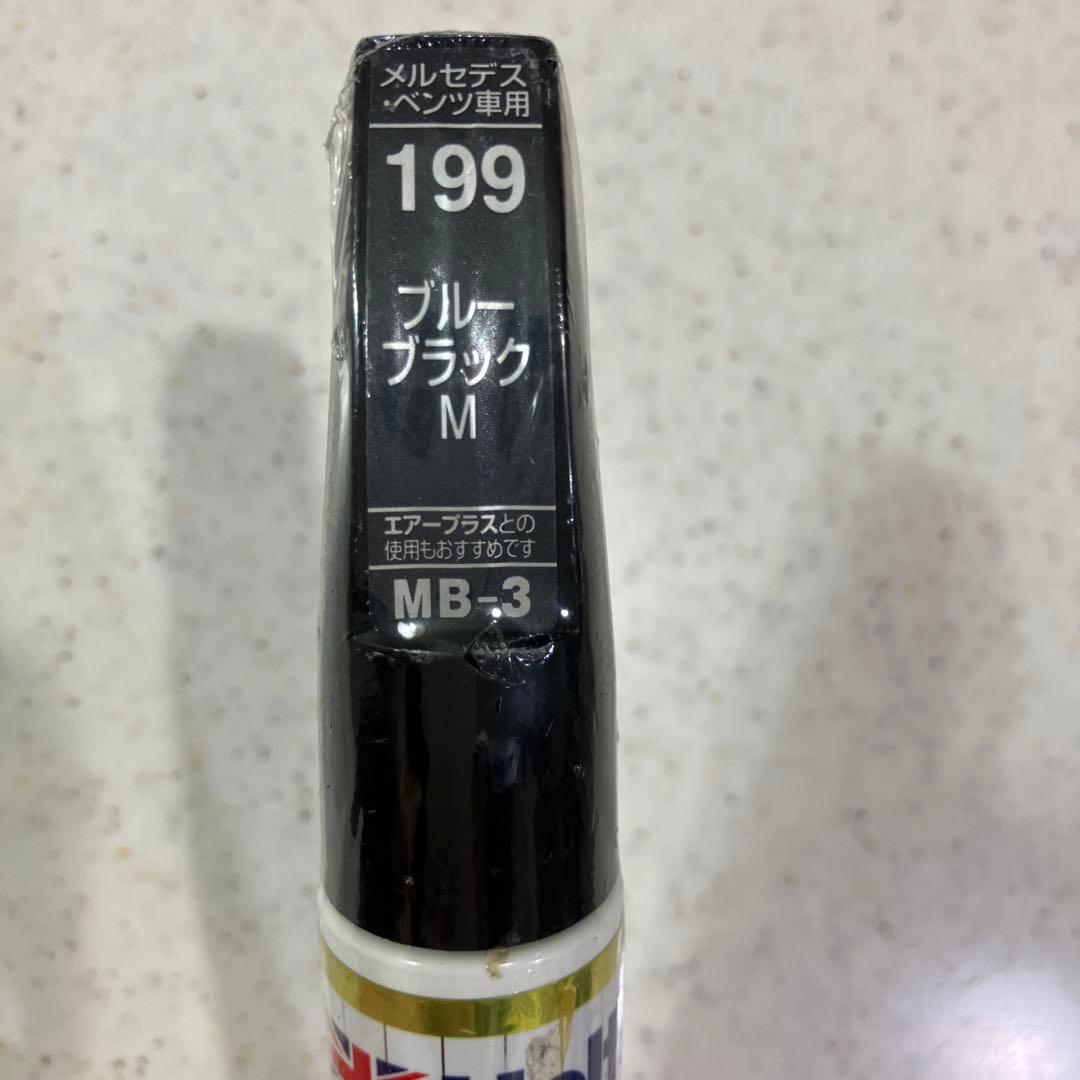 メルセデス
・ベンツ車用
199
ブルー
ブラック
M
エアープラスとの
使用もおすすめです
MB-3